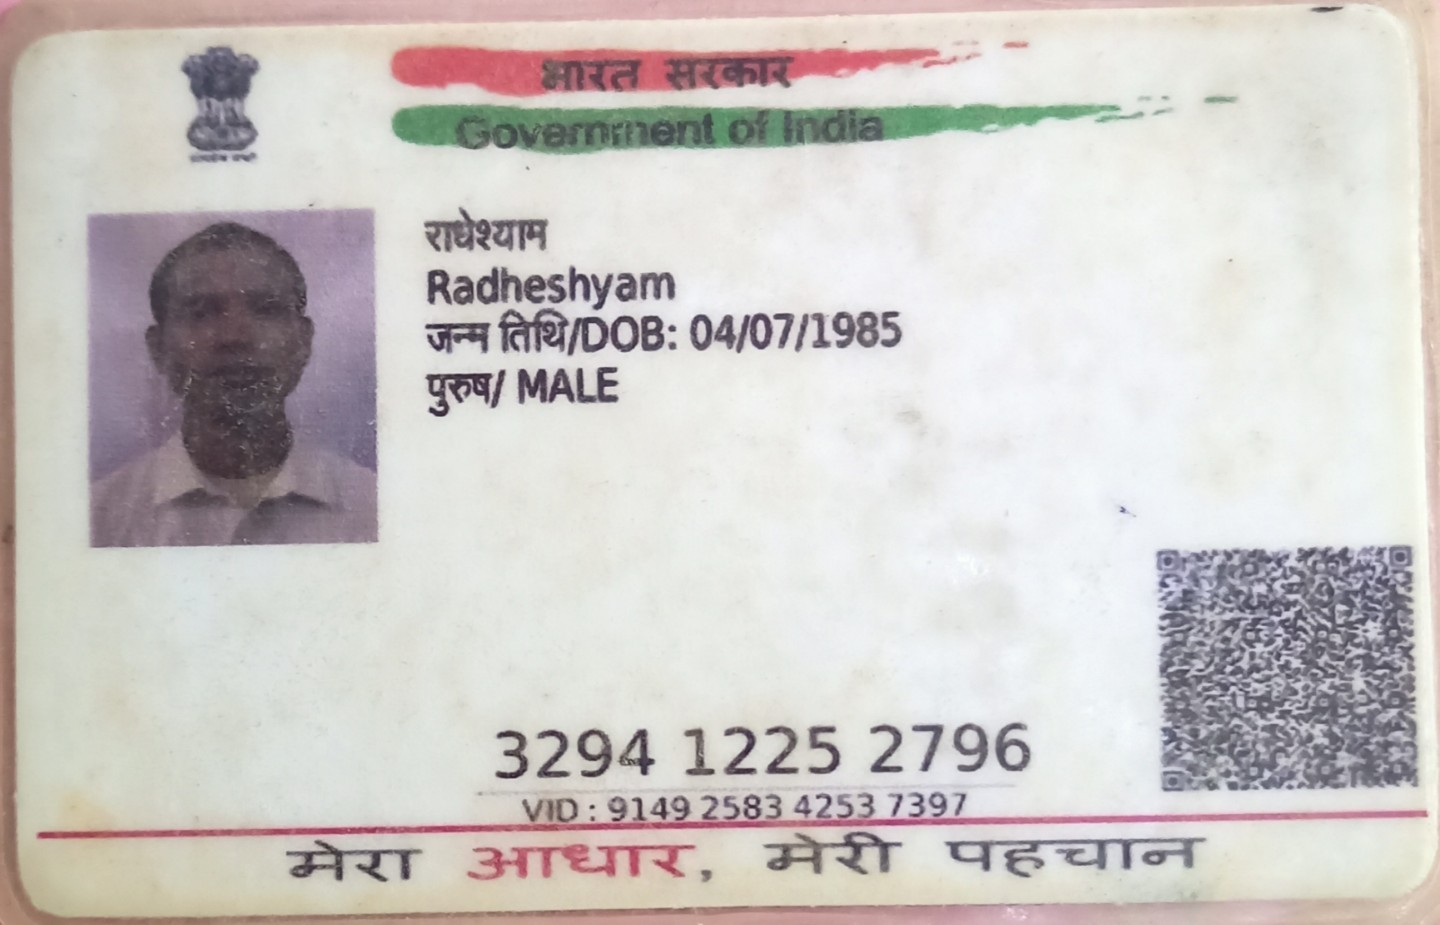 भारत सरकार
Government of India
राधेश्याम
Radheshyam
जन्म तिथि/DOB: 04/07/1985
पुरुष/ MALE
3294 1225 2796
VID : 9149 2583 4253 7397
मेरा आधार, मेरी पहचान